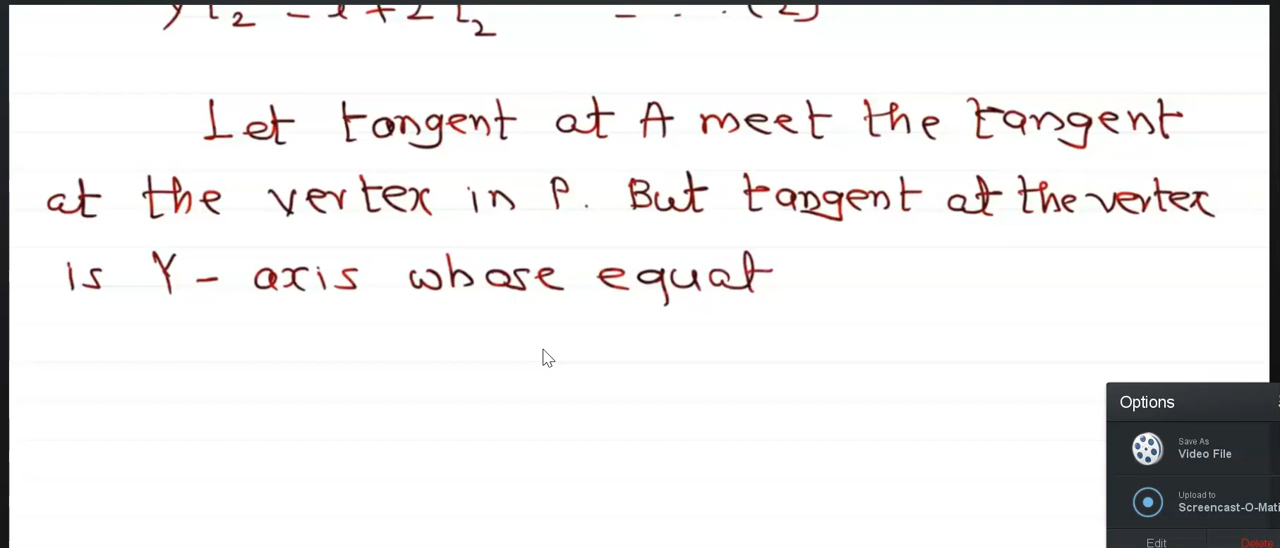 Let tangent at A meet the tangent
at the vertex in P. But tangent at the vertex
is Y - axis whose equat
Options
Save As
Video File
Upload to
Screencast-O-Mati
Edit
Delete